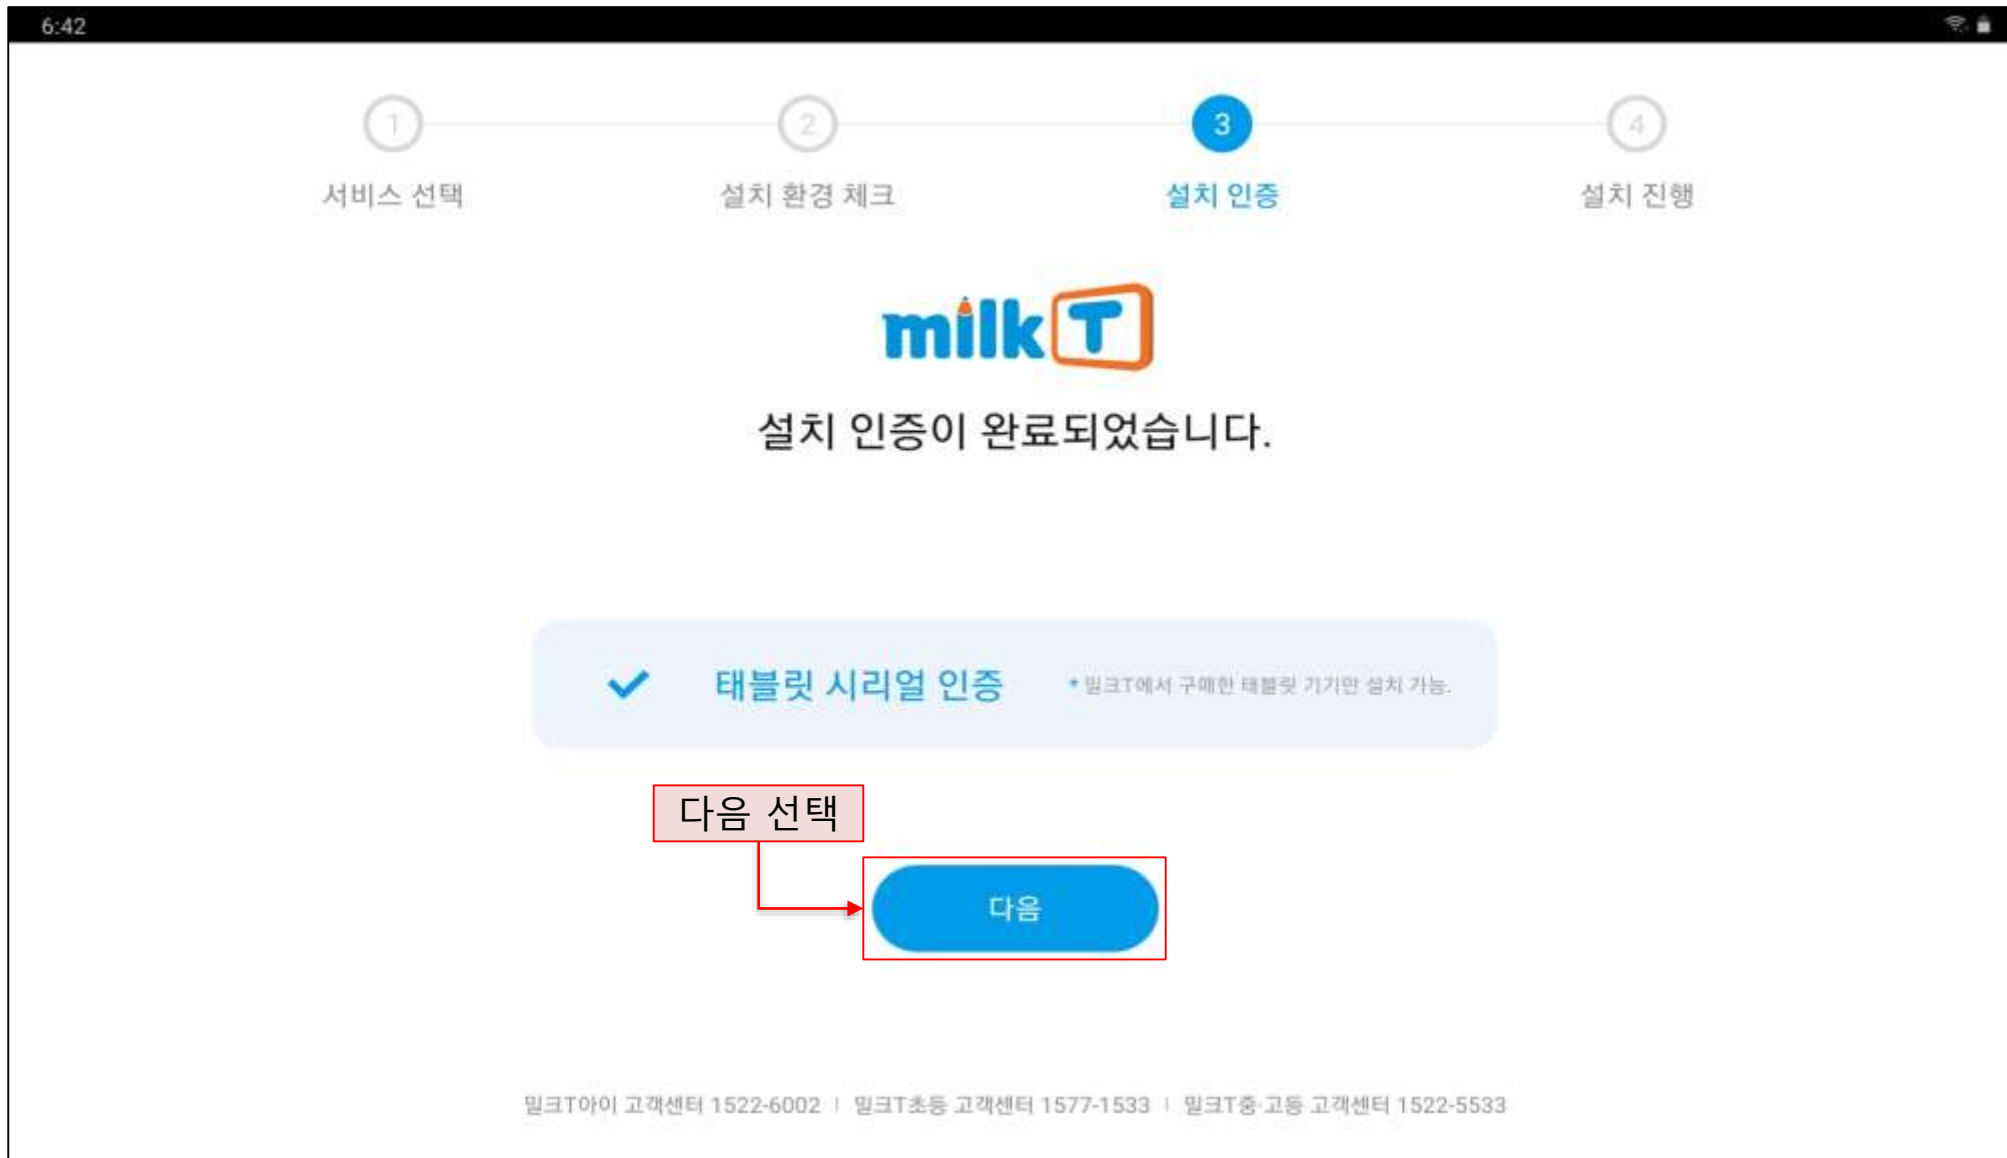 6:42
1
2
3
4
서비스 선택
설치 환경 체크
설치 인증
설치 진행
milk T
설치 인증이 완료되었습니다.
태블릿 시리얼 인증
* 밀크T에서 구매한 태블릿 기기만 설치 가능.
다음 선택
다음
밀크T아이 고객센터 1522-6002 | 밀크T초등 고객센터 1577-1533 | 밀크T중·고등 고객센터 1522-5533